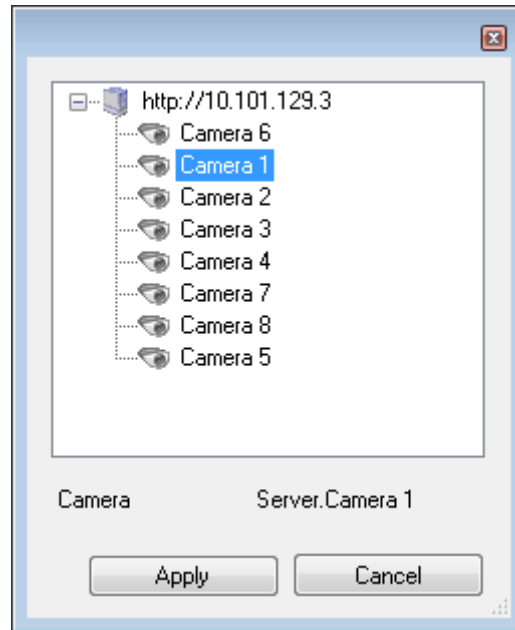 http://10.101.129.3
Camera 6
Camera 1
Camera 2
Camera 3
Camera 4
Camera 7
Camera 8
Camera 5
Camera Server.Camera 1
Apply Cancel